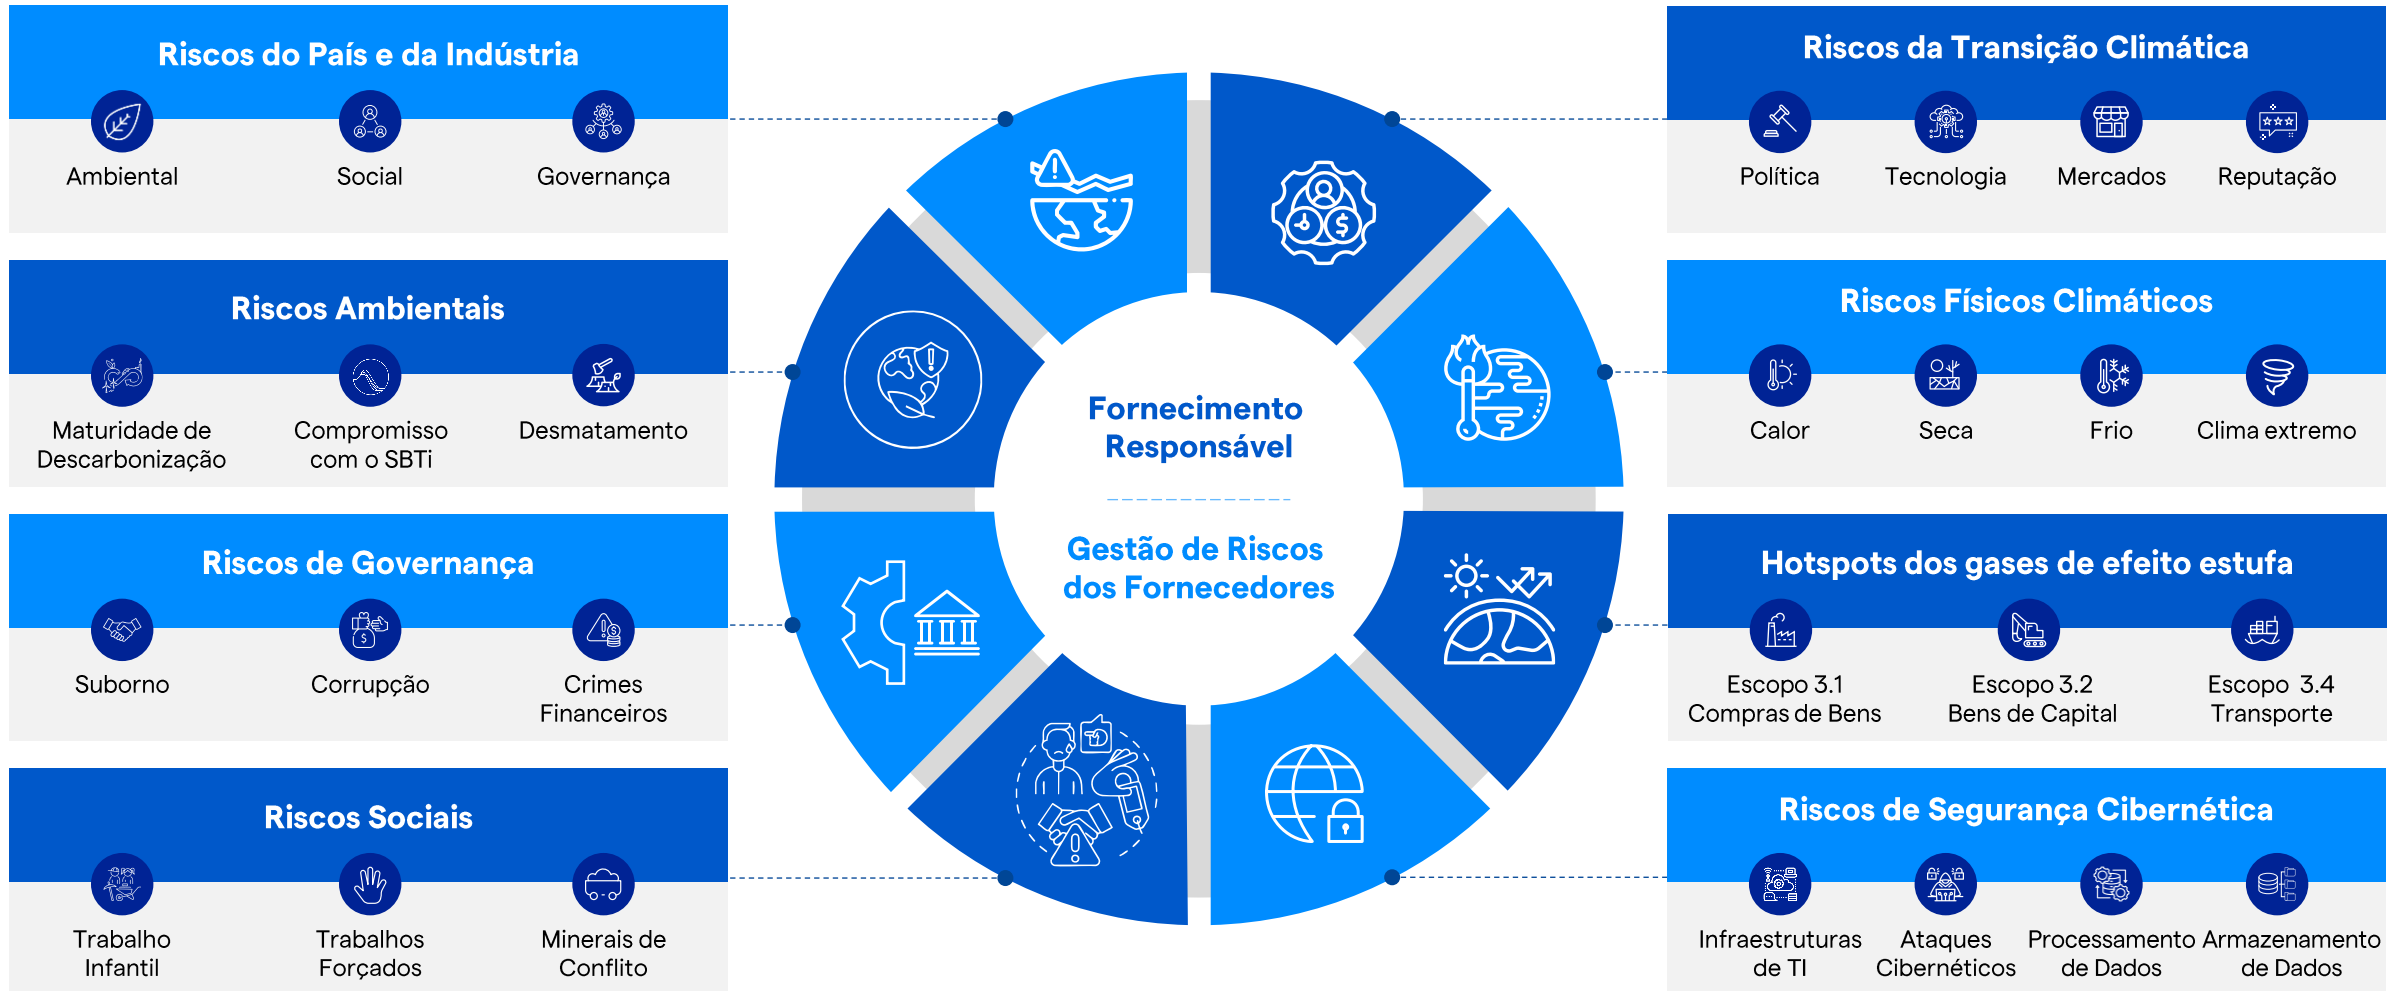 Riscos do País e da Indústria
Ambiental
Social
Governança
Riscos Ambientais
Maturidade de
Descarbonização
Compromisso
com o SBTi
Desmatamento
Riscos de Governança
Suborno
Corrupção
Crimes
Financeiros
Riscos Sociais
Trabalho
Infantil
Trabalhos
Forçados
Minerais de
Conflito
Fornecimento
Responsável
Gestão de Riscos
dos Fornecedores
Riscos da Transição Climática
Política
Tecnologia
Mercados
Reputação
Riscos Físicos Climáticos
Calor
Seca
Frio
Clima extremo
Hotspots dos gases de efeito estufa
Escopo 3.1
Compras de Bens
Escopo 3.2
Bens de Capital
Escopo 3.4
Transporte
Riscos de Segurança Cibernética
Infraestruturas
de TI
Ataques
Cibernéticos
Processamento
de Dados
Armazenamento
de Dados